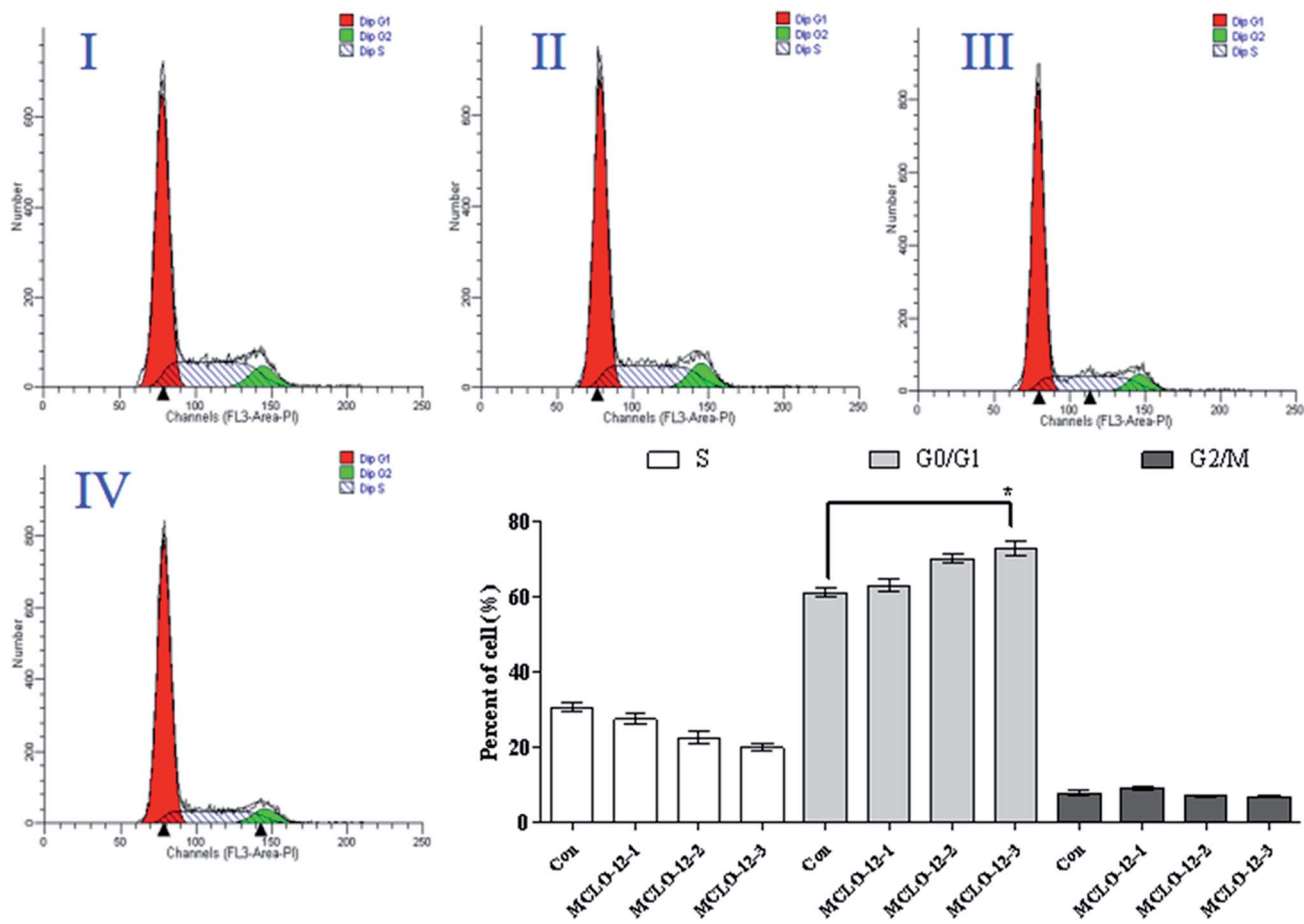 I
Dip G1
Dip G2
Dip S
Number
600
400
200
0
0 50 100 150 200 250
Channels (FL3-Area-PI)
II
Dip G1
Dip G2
Dip S
Number
600
400
200
0
0 50 100 150 200 250
Channels (FL3-Area-PI)
III
Dip G1
Dip G2
Dip S
Number
800
600
400
200
0
0 50 100 150 200 250
Channels (FL3-Area-PI)
IV
Dip G1
Dip G2
Dip S
Number
800
600
400
200
0
0 50 100 150 200 250
Channels (FL3-Area-PI)
S G0/G1 G2/M
*
Percent of cell (%)
80
60
40
20
0
Con MCLO-12-1 MCLO-12-2 MCLO-12-3 Con MCLO-12-1 MCLO-12-2 MCLO-12-3 Con MCLO-12-1 MCLO-12-2 MCLO-12-3